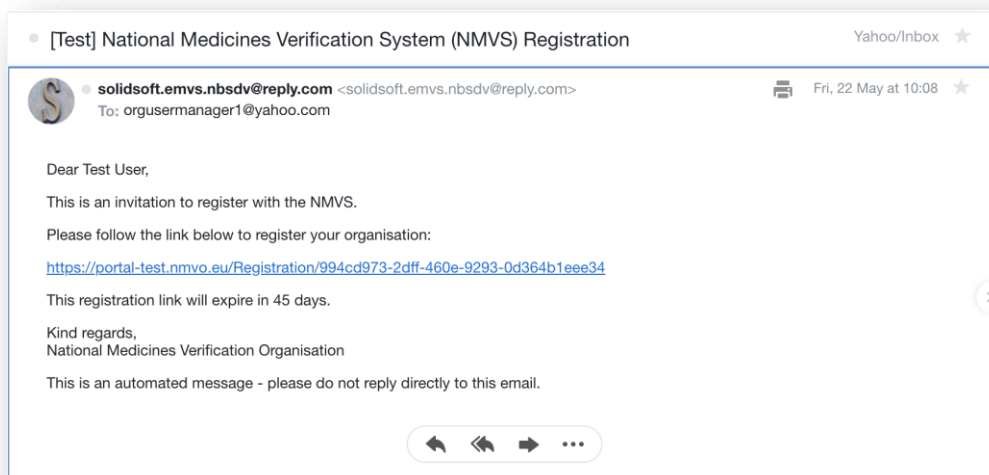 [Test] National Medicines Verification System (NMVS) Registration
Yahoo/Inbox
solidsoft.emvs.nbsdv@reply.com <solidsoft.emvs.nbsdv@reply.com>
Fri, 22 May at 10:08
To: orgusermanager1@yahoo.com
Dear Test User,
This is an invitation to register with the NMVS.
Please follow the link below to register your organisation:
https://portal-test.nmvo.eu/Registration/994cd973-2dff-460e-9293-0d364b1eee34
This registration link will expire in 45 days.
Kind regards,
National Medicines Verification Organisation
This is an automated message - please do not reply directly to this email.